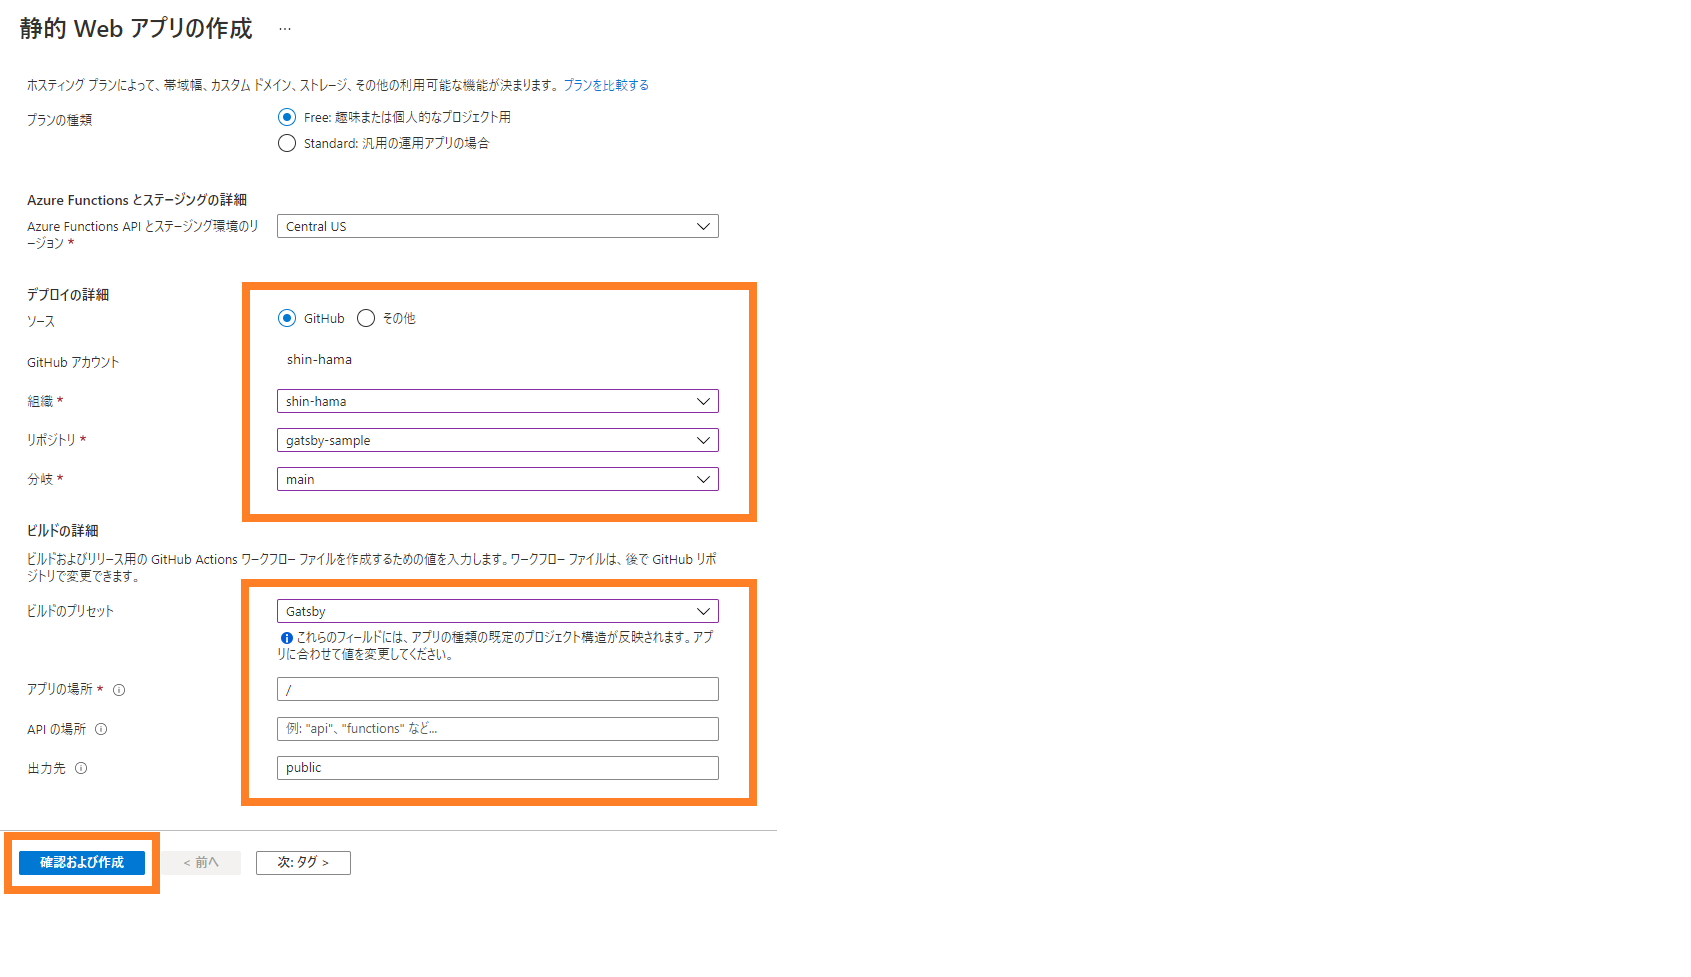 静的 Web アプリの作成 …
ホスティング プランによって、帯域幅、カスタム ドメイン、ストレージ、その他の利用可能な機能が決まります。 プランを比較する
プランの種類
Free: 趣味または個人的なプロジェクト用
Standard: 汎用の運用アプリの場合
Azure Functions とステージングの詳細
Azure Functions API とステージング環境のリ
ージョン *
Central US
デプロイの詳細
ソース
GitHub その他
GitHub アカウント
shin-hama
組織 *
shin-hama
リポジトリ *
gatsby-sample
分岐 *
main
ビルドの詳細
ビルドおよびリリース用の GitHub Actions ワークフロー ファイルを作成するための値を入力します。ワークフロー ファイルは、後で GitHub リポ
ジトリで変更できます。
ビルドのプリセット
Gatsby
これらのフィールドには、アプリの種類の既定のプロジェクト構造が反映されます。アプ
リに合わせて値を変更してください。
アプリの場所 *
/
API の場所
例: "api"、"functions" など...
出力先
public
確認および作成
< 前へ
次: タグ >